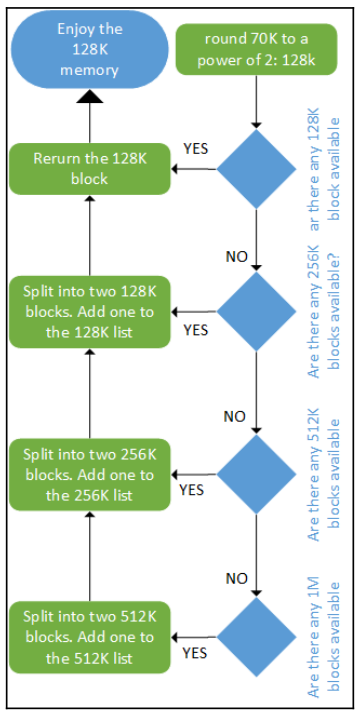 Enjoy the
128K
memory
round 70K to a
power of 2: 128k
YES
ar there any 128K
block available
Rerurn the 128K
block
NO
Are there any 256K
blocks available?
Split into two 128K
blocks. Add one to
the 128K list
YES
NO
Are there any 512K
blocks available
Split into two 256K
blocks. Add one to
the 256K list
YES
NO
Are there any 1M
blocks available
Split into two 512K
blocks. Add one to
the 512K list
YES